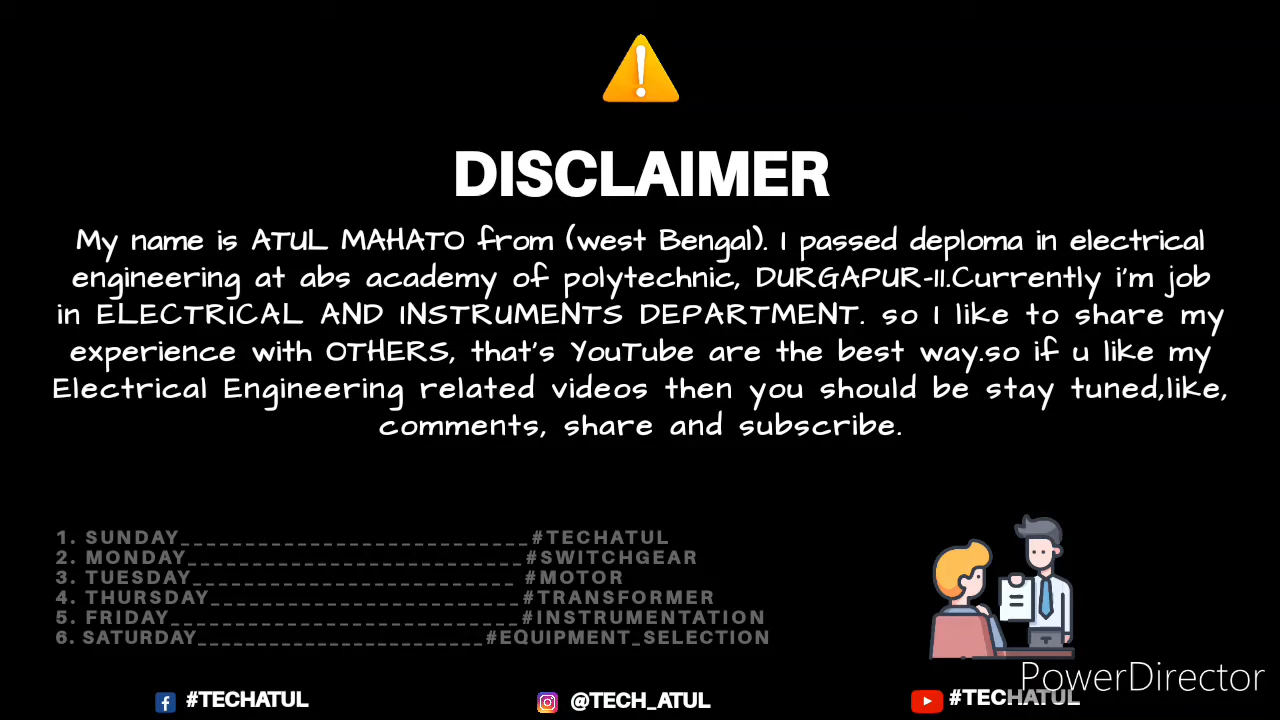 DISCLAIMER
My name is ATUL MAHATO from (west Bengal). I passed deploma in electrical
engineering at abs academy of polytechnic, DURGAPUR-11.Currently i'm job
in ELECTRICAL AND INSTRUMENTS DEPARTMENT. so I like to share my
experience with OTHERS, that's YouTube are the best way.so if u like my
Electrical Engineering related videos then you should be stay tuned,like,
comments, share and subscribe.
1. SUNDAY___________________________#TECHATUL
2. MONDAY__________________________#SWITCHGEAR
3. TUESDAY_________________________ #MOTOR
4. THURSDAY________________________#TRANSFORMER
5. FRIDAY___________________________#INSTRUMENTATION
6. SATURDAY________________________#EQUIPMENT_SELECTION
PowerDirector
#TECHATUL @TECH_ATUL #TECHATUL